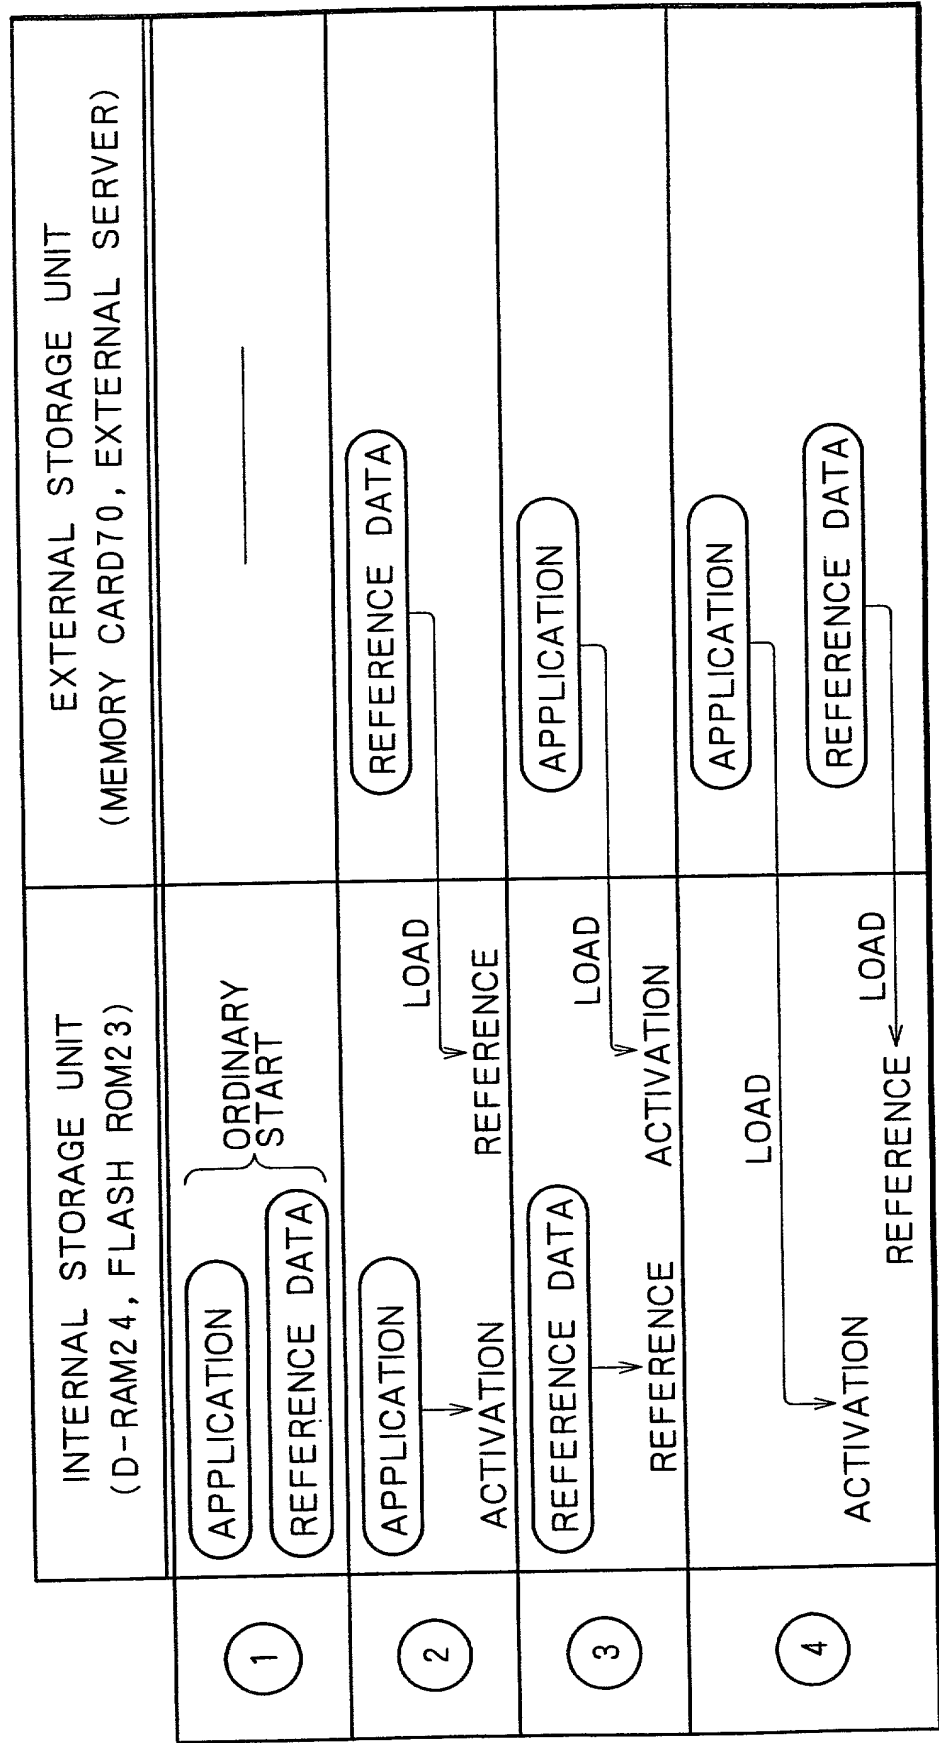 INTERNAL STORAGE UNIT
(D-RAM24, FLASH ROM23)
EXTERNAL STORAGE UNIT
(MEMORY CARD70, EXTERNAL SERVER)
1
APPLICATION
REFERENCE DATA
ORDINARY
START
2
APPLICATION
ACTIVATION
LOAD
REFERENCE
REFERENCE DATA
3
REFERENCE DATA
REFERENCE
LOAD
ACTIVATION
APPLICATION
4
LOAD
ACTIVATION
APPLICATION
REFERENCE
LOAD
REFERENCE DATA